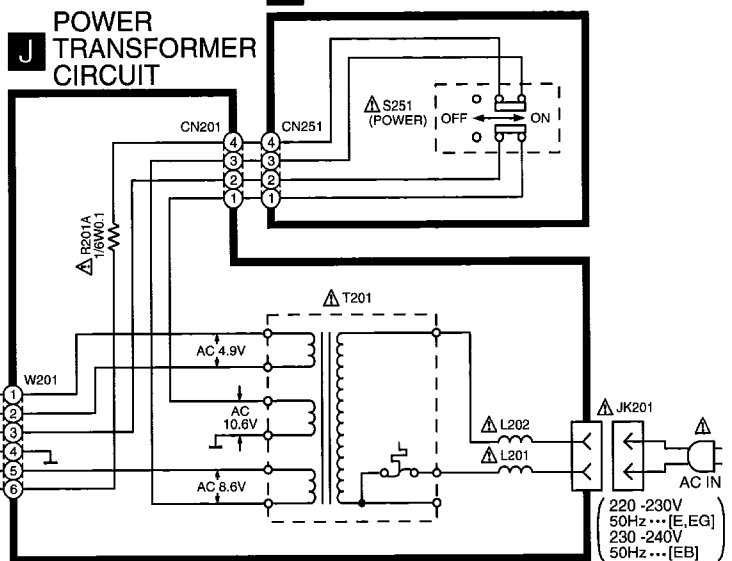 J
POWER
TRANSFORMER
CIRCUIT
CN201
CN251
4
3
2
1
4
3
2
1
⚠ S251
(POWER)
OFF
ON
⚠ R201A
1/6W0.1
⚠ T201
AC 4.9V
AC
10.6V
AC 8.6V
W201
1
2
3
4
5
6
⚠ L202
⚠ L201
⚠ JK201
⚠
AC IN
220 -230V
50Hz ··· [E,EG]
230 -240V
50Hz ··· [EB]